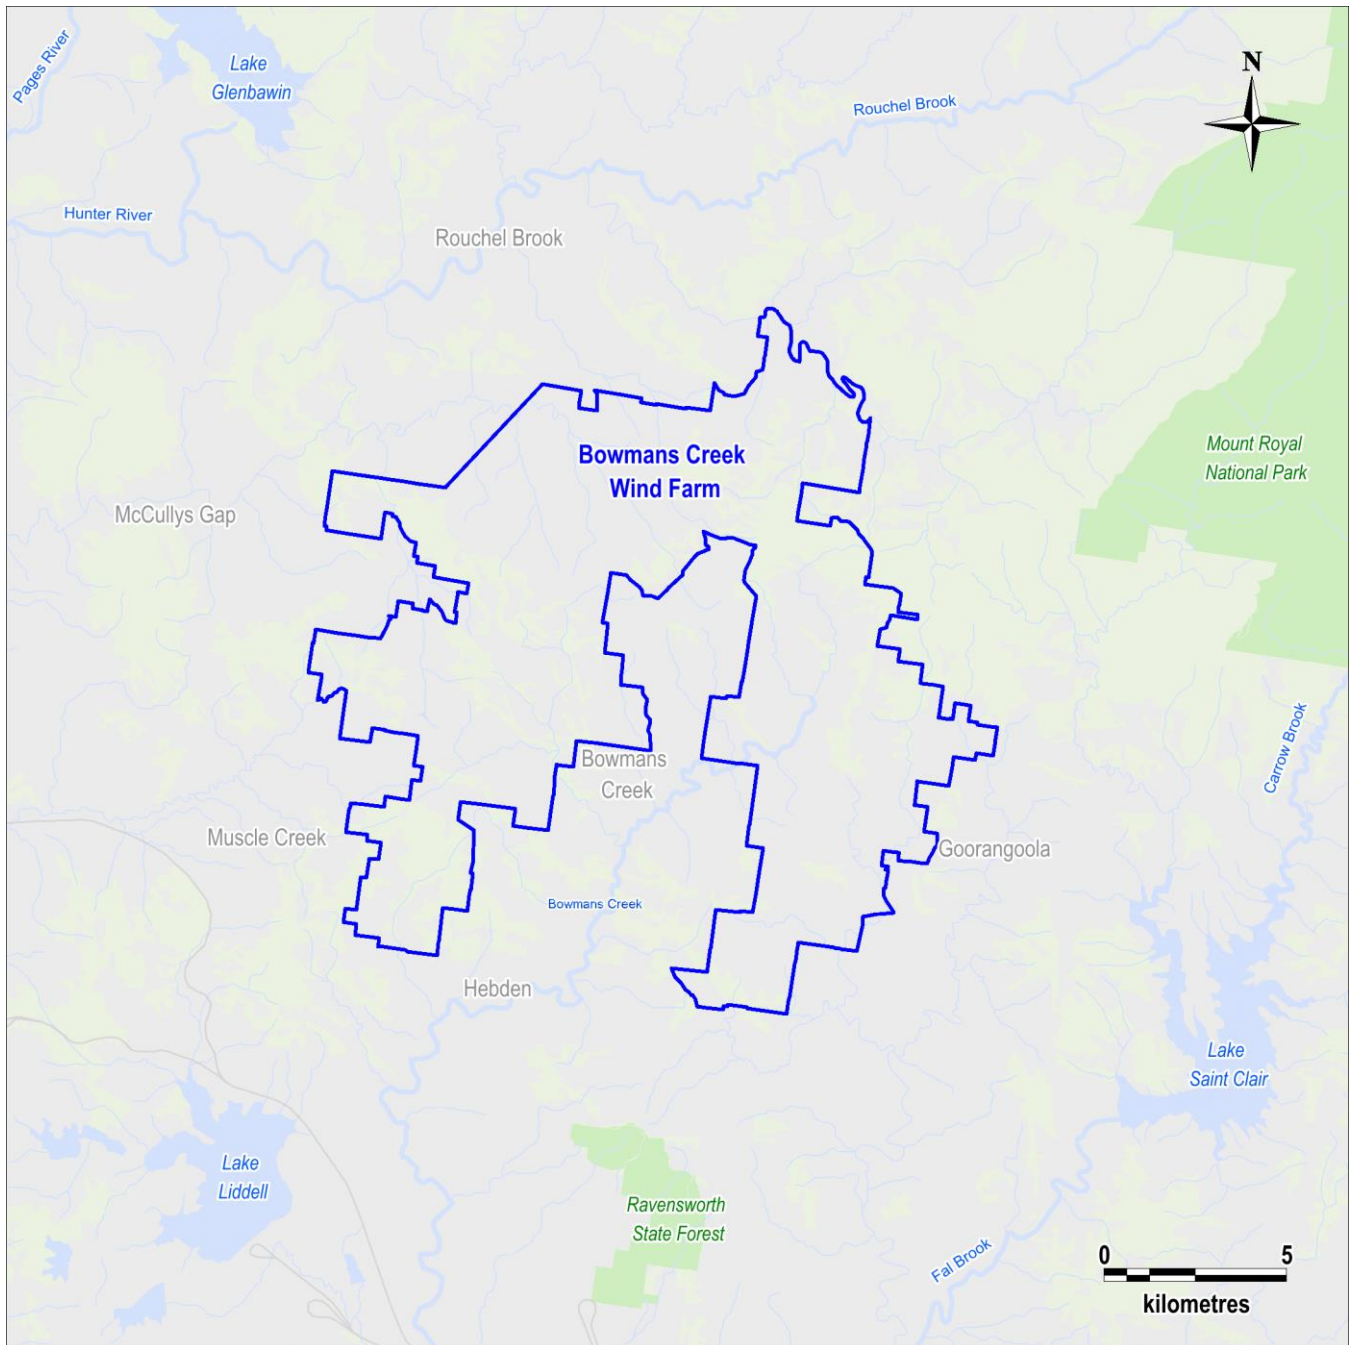 Pages River
Lake
Glenbawin
N
Rouchel Brook
Hunter River
Rouchel Brook
Bowmans Creek
Wind Farm
Mount Royal
National Park
McCullys Gap
Carrow Brook
Bowmans
Creek
Muscle Creek
Goorangoola
Bowmans Creek
Hebden
Lake
Saint Clair
Lake
Liddell
Ravensworth
State Forest
Fal Brook
0 5
kilometres